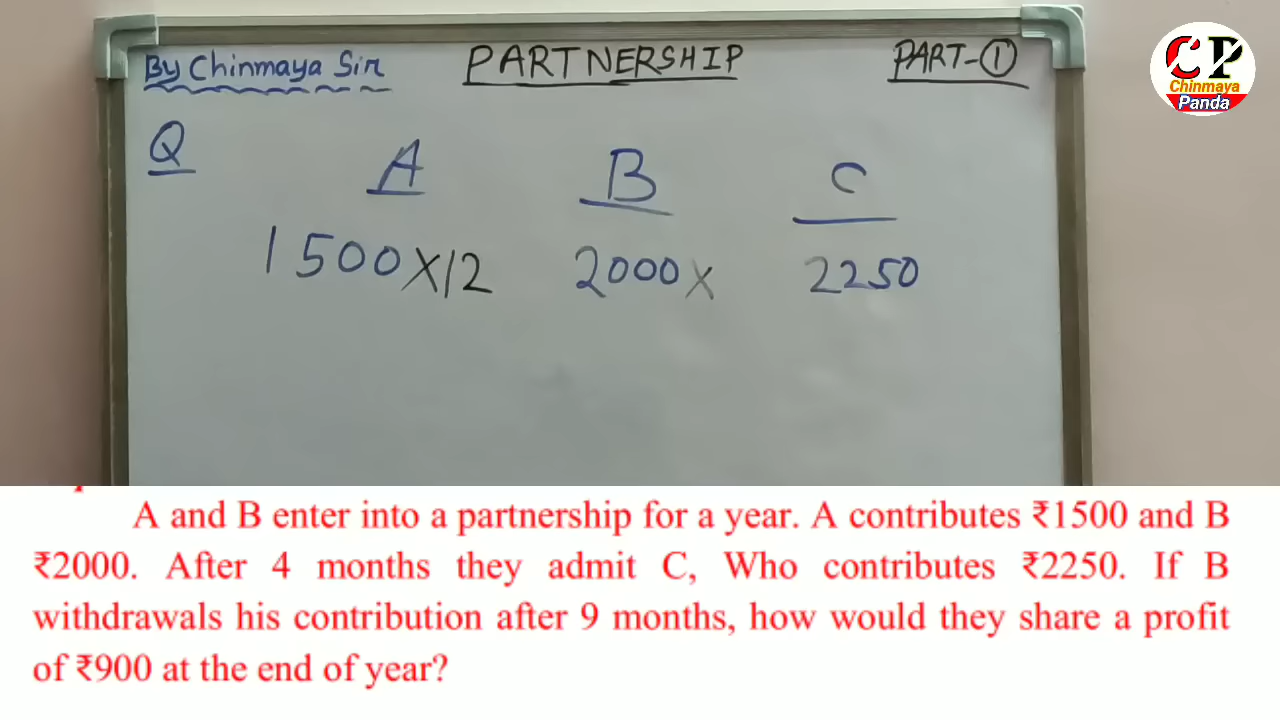 By Chinmaya Sir PARTNERSHIP PART-①
CP
Chinmaya
Panda
Q
A B C
1500×12 2000× 2250
A and B enter into a partnership for a year. A contributes ₹1500 and B
₹2000. After 4 months they admit C, Who contributes ₹2250. If B
withdrawals his contribution after 9 months, how would they share a profit
of ₹900 at the end of year?